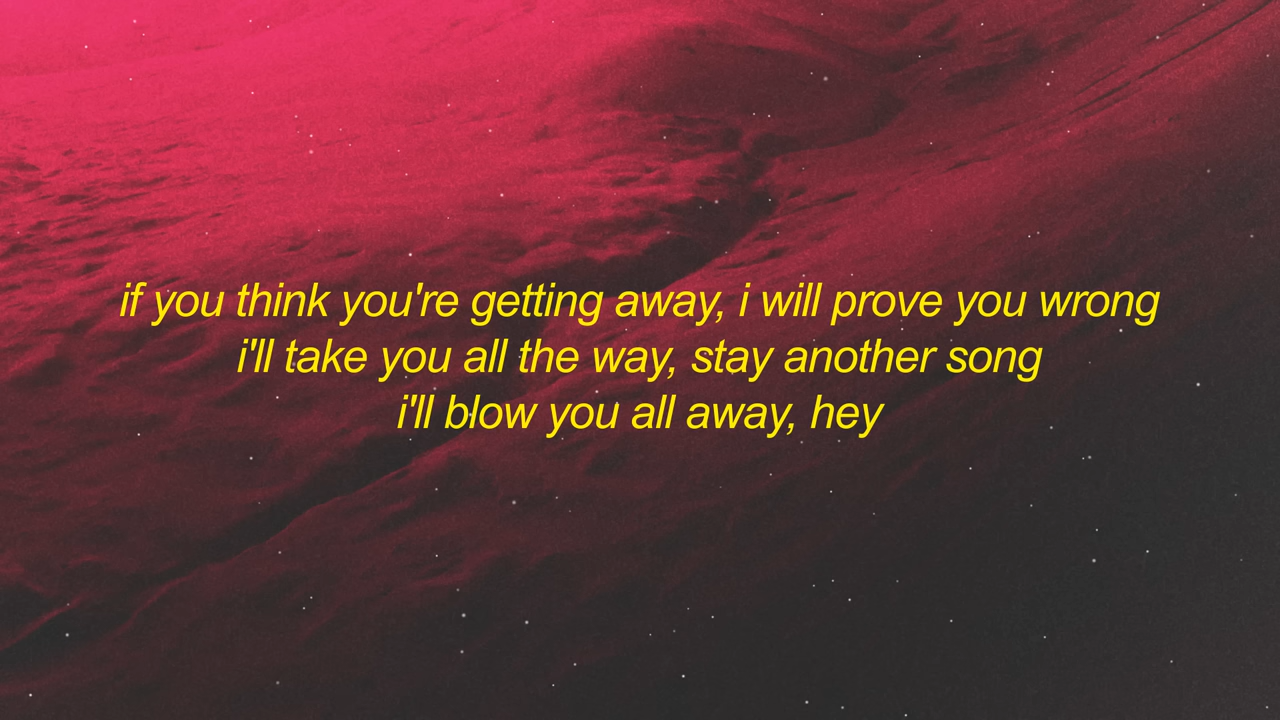 if you think you're getting away, i will prove you wrong
i'll take you all the way, stay another song
i'll blow you all away, hey